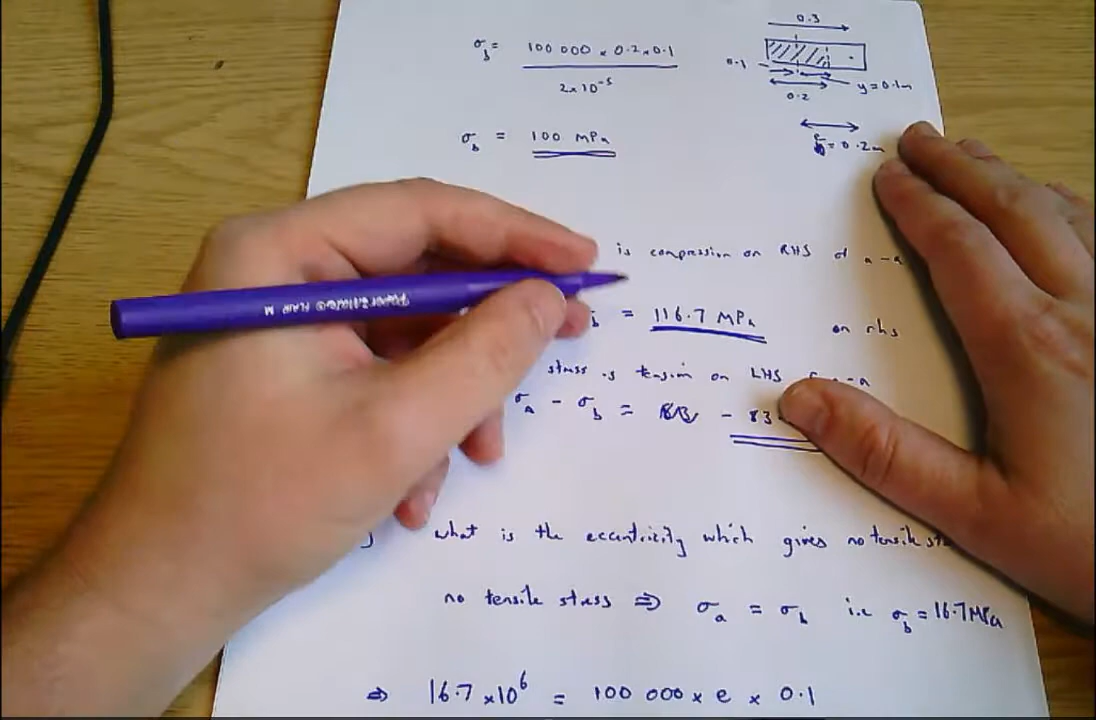 σb = 100 000 × 0.2 × 0.1
2×10⁻⁵
σb = 100 MPa
0.3
0.1
y = 0.1m
0.2
= 0.2m
is compression on RHS of a-a
b = 116.7 MPa on rhs
stress is tension on LHS a-a
σa - σb = - 83
what is the eccentricity which gives no tensile
no tensile stress ⇒ σa = σb i.e σb = 16.7MPa
⇒ 16.7 ×10⁶ = 100 000 × e × 0.1
PaperMate FLAIR M